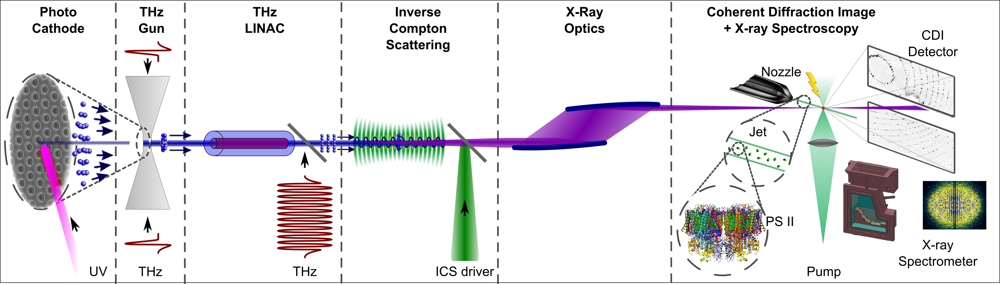 Photo
Cathode
THz
Gun
THz
LINAC
Inverse
Compton
Scattering
X-Ray
Optics
Coherent Diffraction Image
+ X-ray Spectroscopy
CDI
Detector
Nozzle
Jet
PS II
X-ray
Spectrometer
UV
THz
THz
ICS driver
Pump